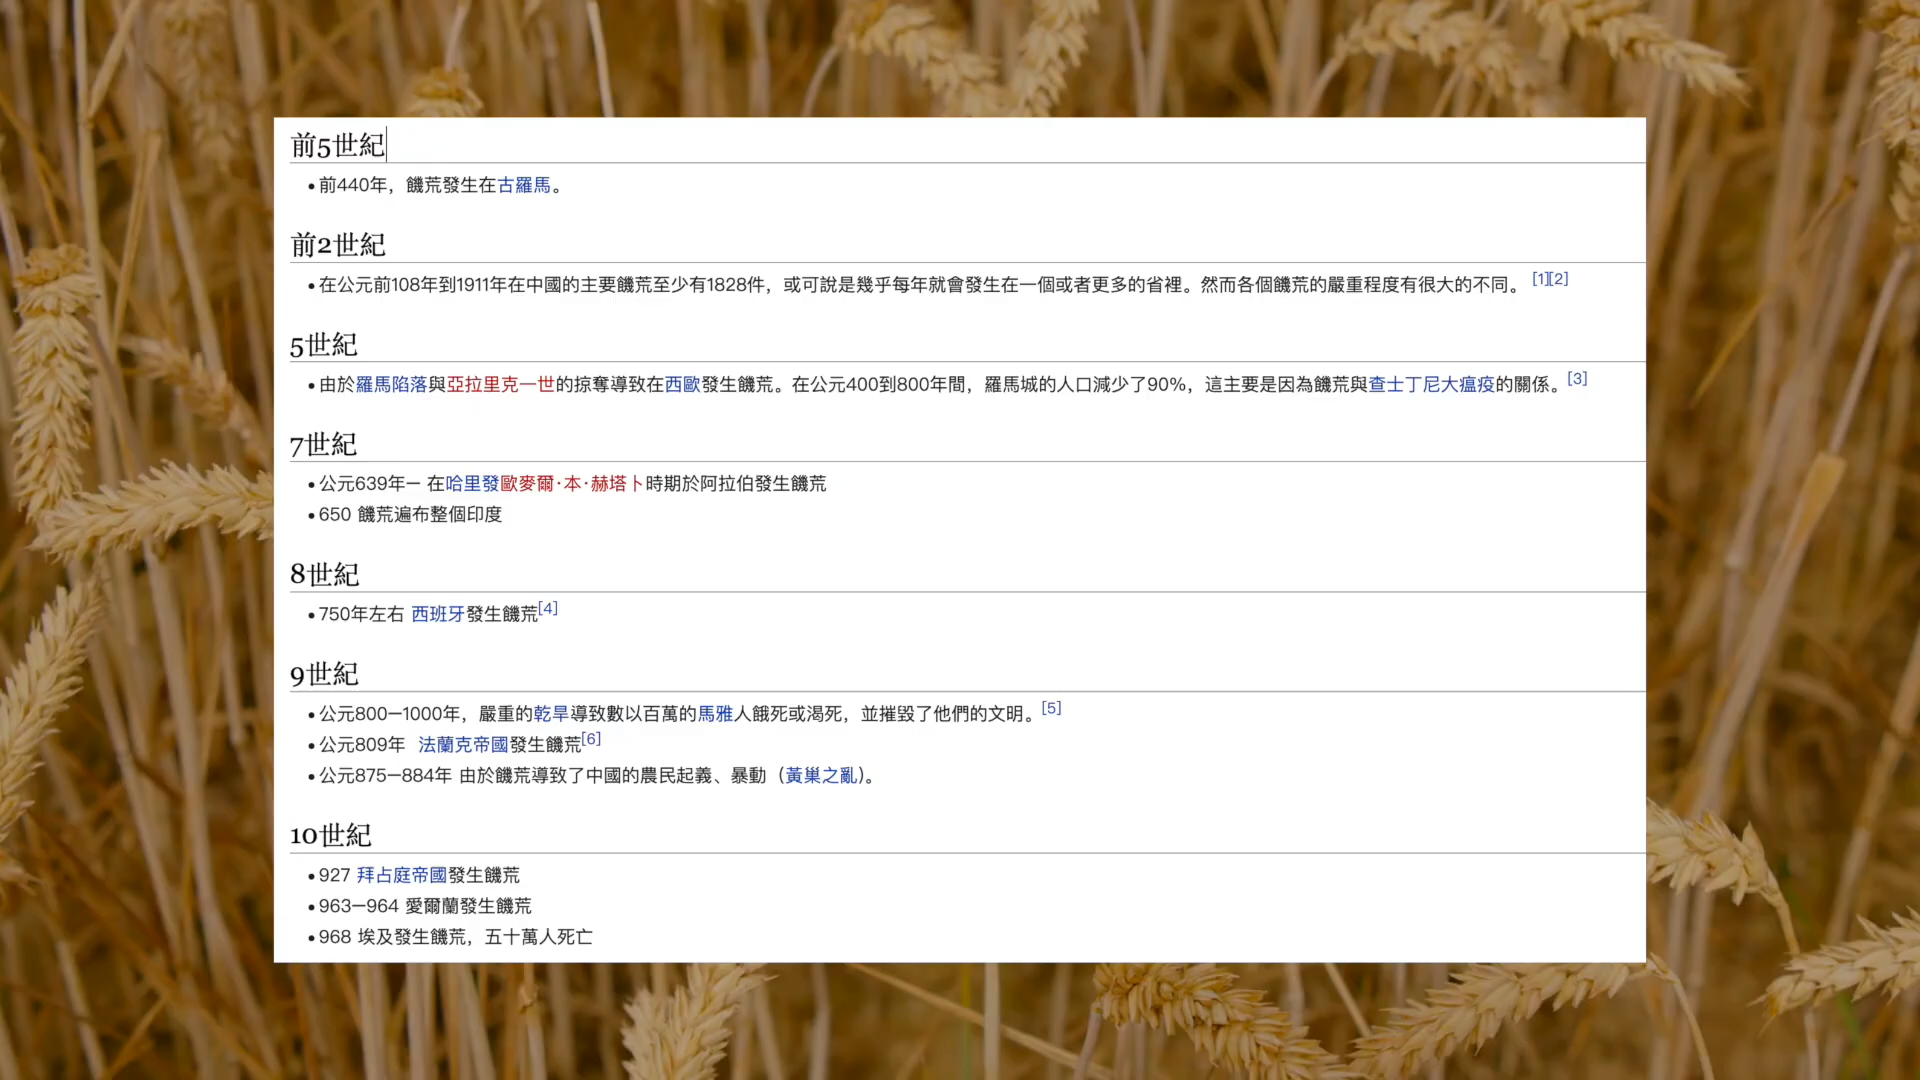 前5世紀
前440年，饑荒發生在古羅馬。
前2世紀
在公元前108年到1911年在中國的主要饑荒至少有1828件，或可說是幾乎每年就會發生在一個或者更多的省裡。然而各個饑荒的嚴重程度有很大的不同。[1][2]
5世紀
由於羅馬陷落與亞拉里克一世的掠奪導致在西歐發生饑荒。在公元400到800年間，羅馬城的人口減少了90%，這主要是因為饑荒與查士丁尼大瘟疫的關係。[3]
7世紀
公元639年— 在哈里發歐麥爾·本·赫塔卜時期於阿拉伯發生饑荒
650 饑荒遍布整個印度
8世紀
750年左右 西班牙發生饑荒[4]
9世紀
公元800—1000年，嚴重的乾旱導致數以百萬的馬雅人餓死或渴死，並摧毀了他們的文明。[5]
公元809年 法蘭克帝國發生饑荒[6]
公元875—884年 由於饑荒導致了中國的農民起義、暴動（黃巢之亂）。
10世紀
927 拜占庭帝國發生饑荒
963—964 愛爾蘭發生饑荒
968 埃及發生饑荒，五十萬人死亡